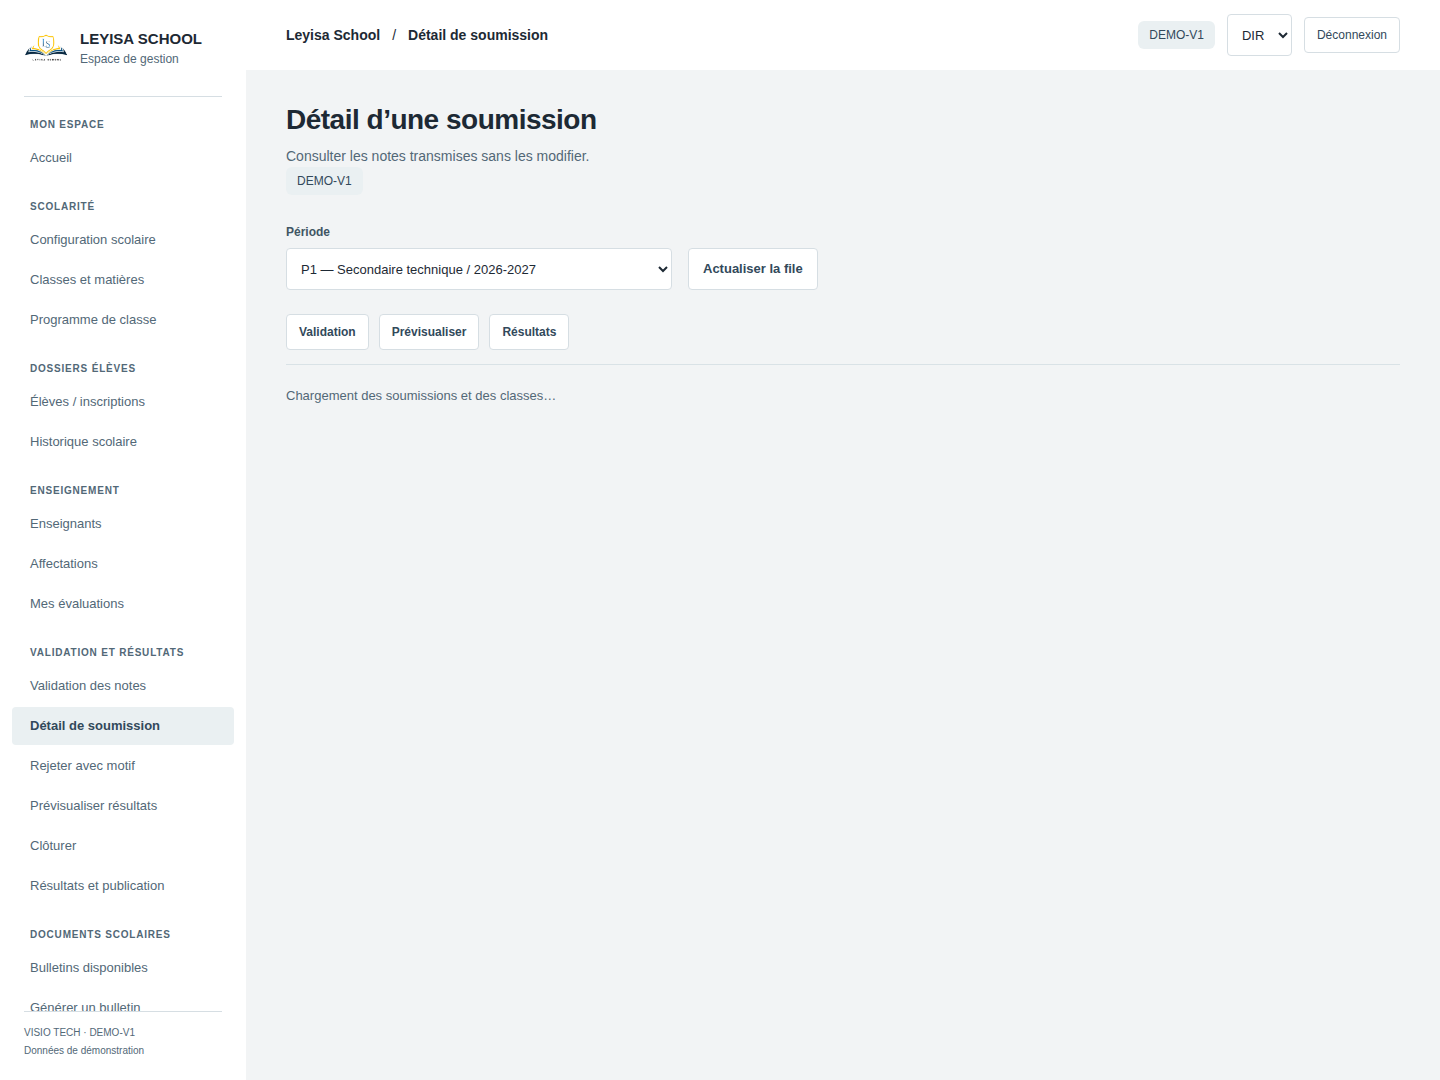 LEYISA SCHOOL
Espace de gestion
MON ESPACE
Accueil
SCOLARITÉ
Configuration scolaire
Classes et matières
Programme de classe
DOSSIERS ÉLÈVES
Élèves / inscriptions
Historique scolaire
ENSEIGNEMENT
Enseignants
Affectations
Mes évaluations
VALIDATION ET RÉSULTATS
Validation des notes
Détail de soumission
Rejeter avec motif
Prévisualiser résultats
Clôturer
Résultats et publication
DOCUMENTS SCOLAIRES
Bulletins disponibles
Générer un bulletin
VISIO TECH · DEMO-V1
Données de démonstration
Leyisa School / Détail de soumission
DEMO-V1 DIR Déconnexion
Détail d’une soumission
Consulter les notes transmises sans les modifier.
DEMO-V1
Période
P1 — Secondaire technique / 2026-2027 Actualiser la file
Validation Prévisualiser Résultats
Chargement des soumissions et des classes…